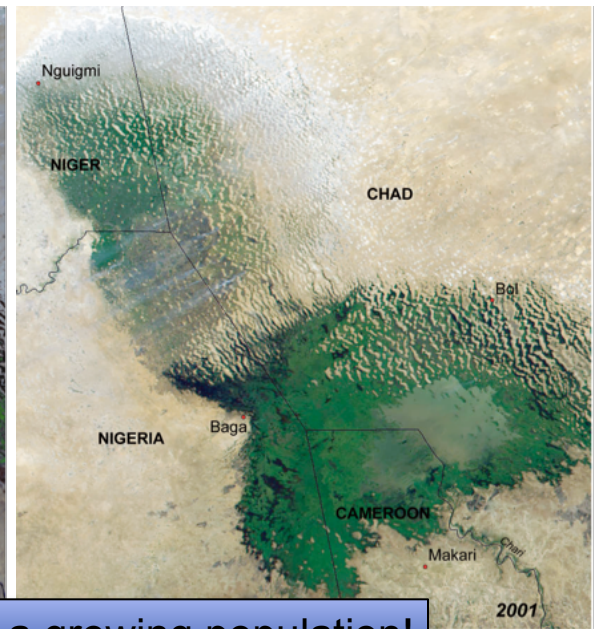 Nguigmi
NIGER
CHAD
Bol
NIGERIA
Baga
CAMEROON
Chari
Makari
2001
a growing population!